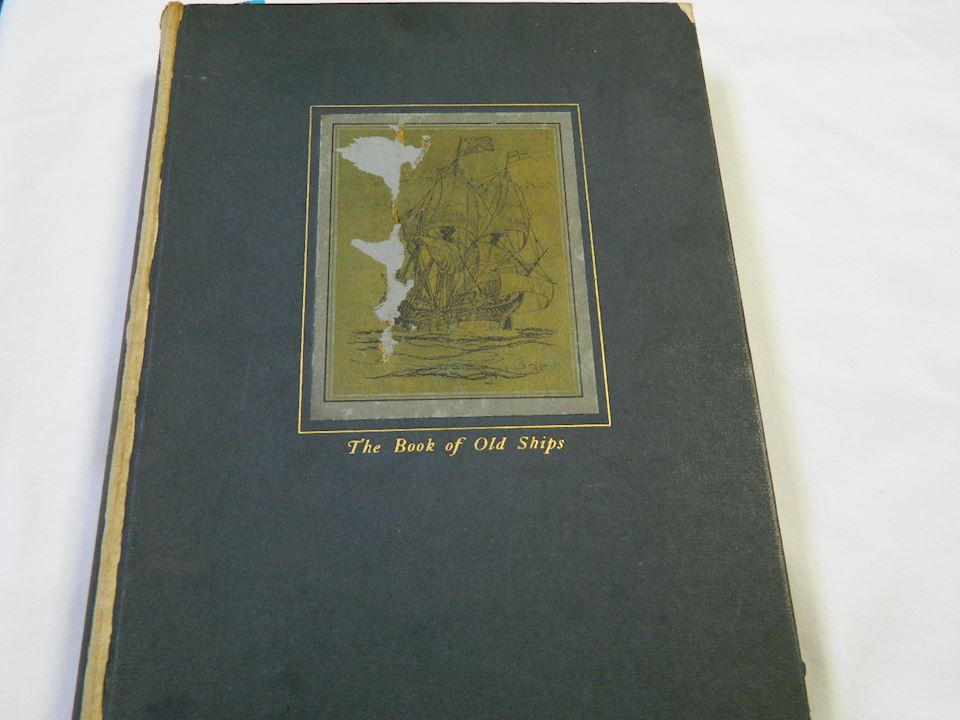 The Book of Old Ships